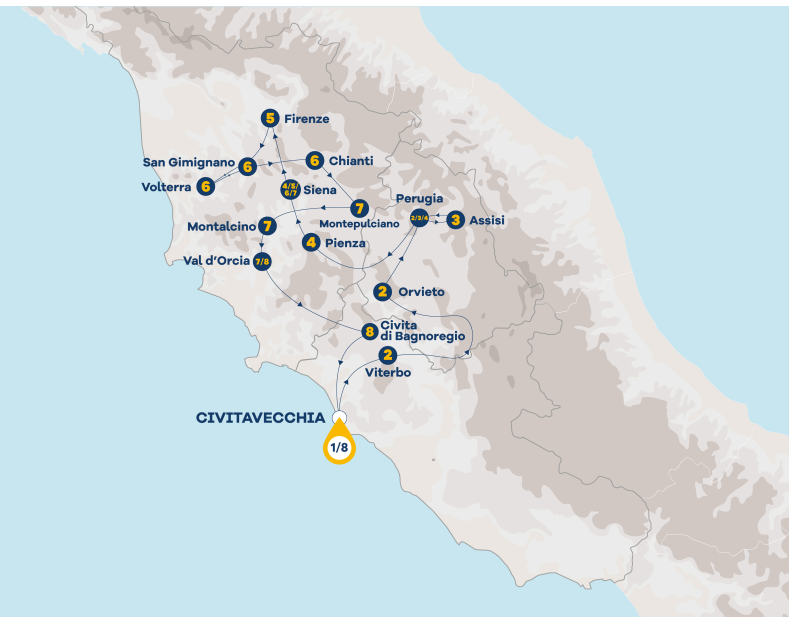 5 Firenze
San Gimignano 6
6 Chianti
Volterra 6
4/5/
6/7 Siena
Perugia
2/3/4
3 Assisi
7
Montepulciano
Montalcino 7
4 Pienza
Val d'Orcia 7/8
2 Orvieto
8 Civita
di Bagnoregio
2
Viterbo
CIVITAVECCHIA
1/8